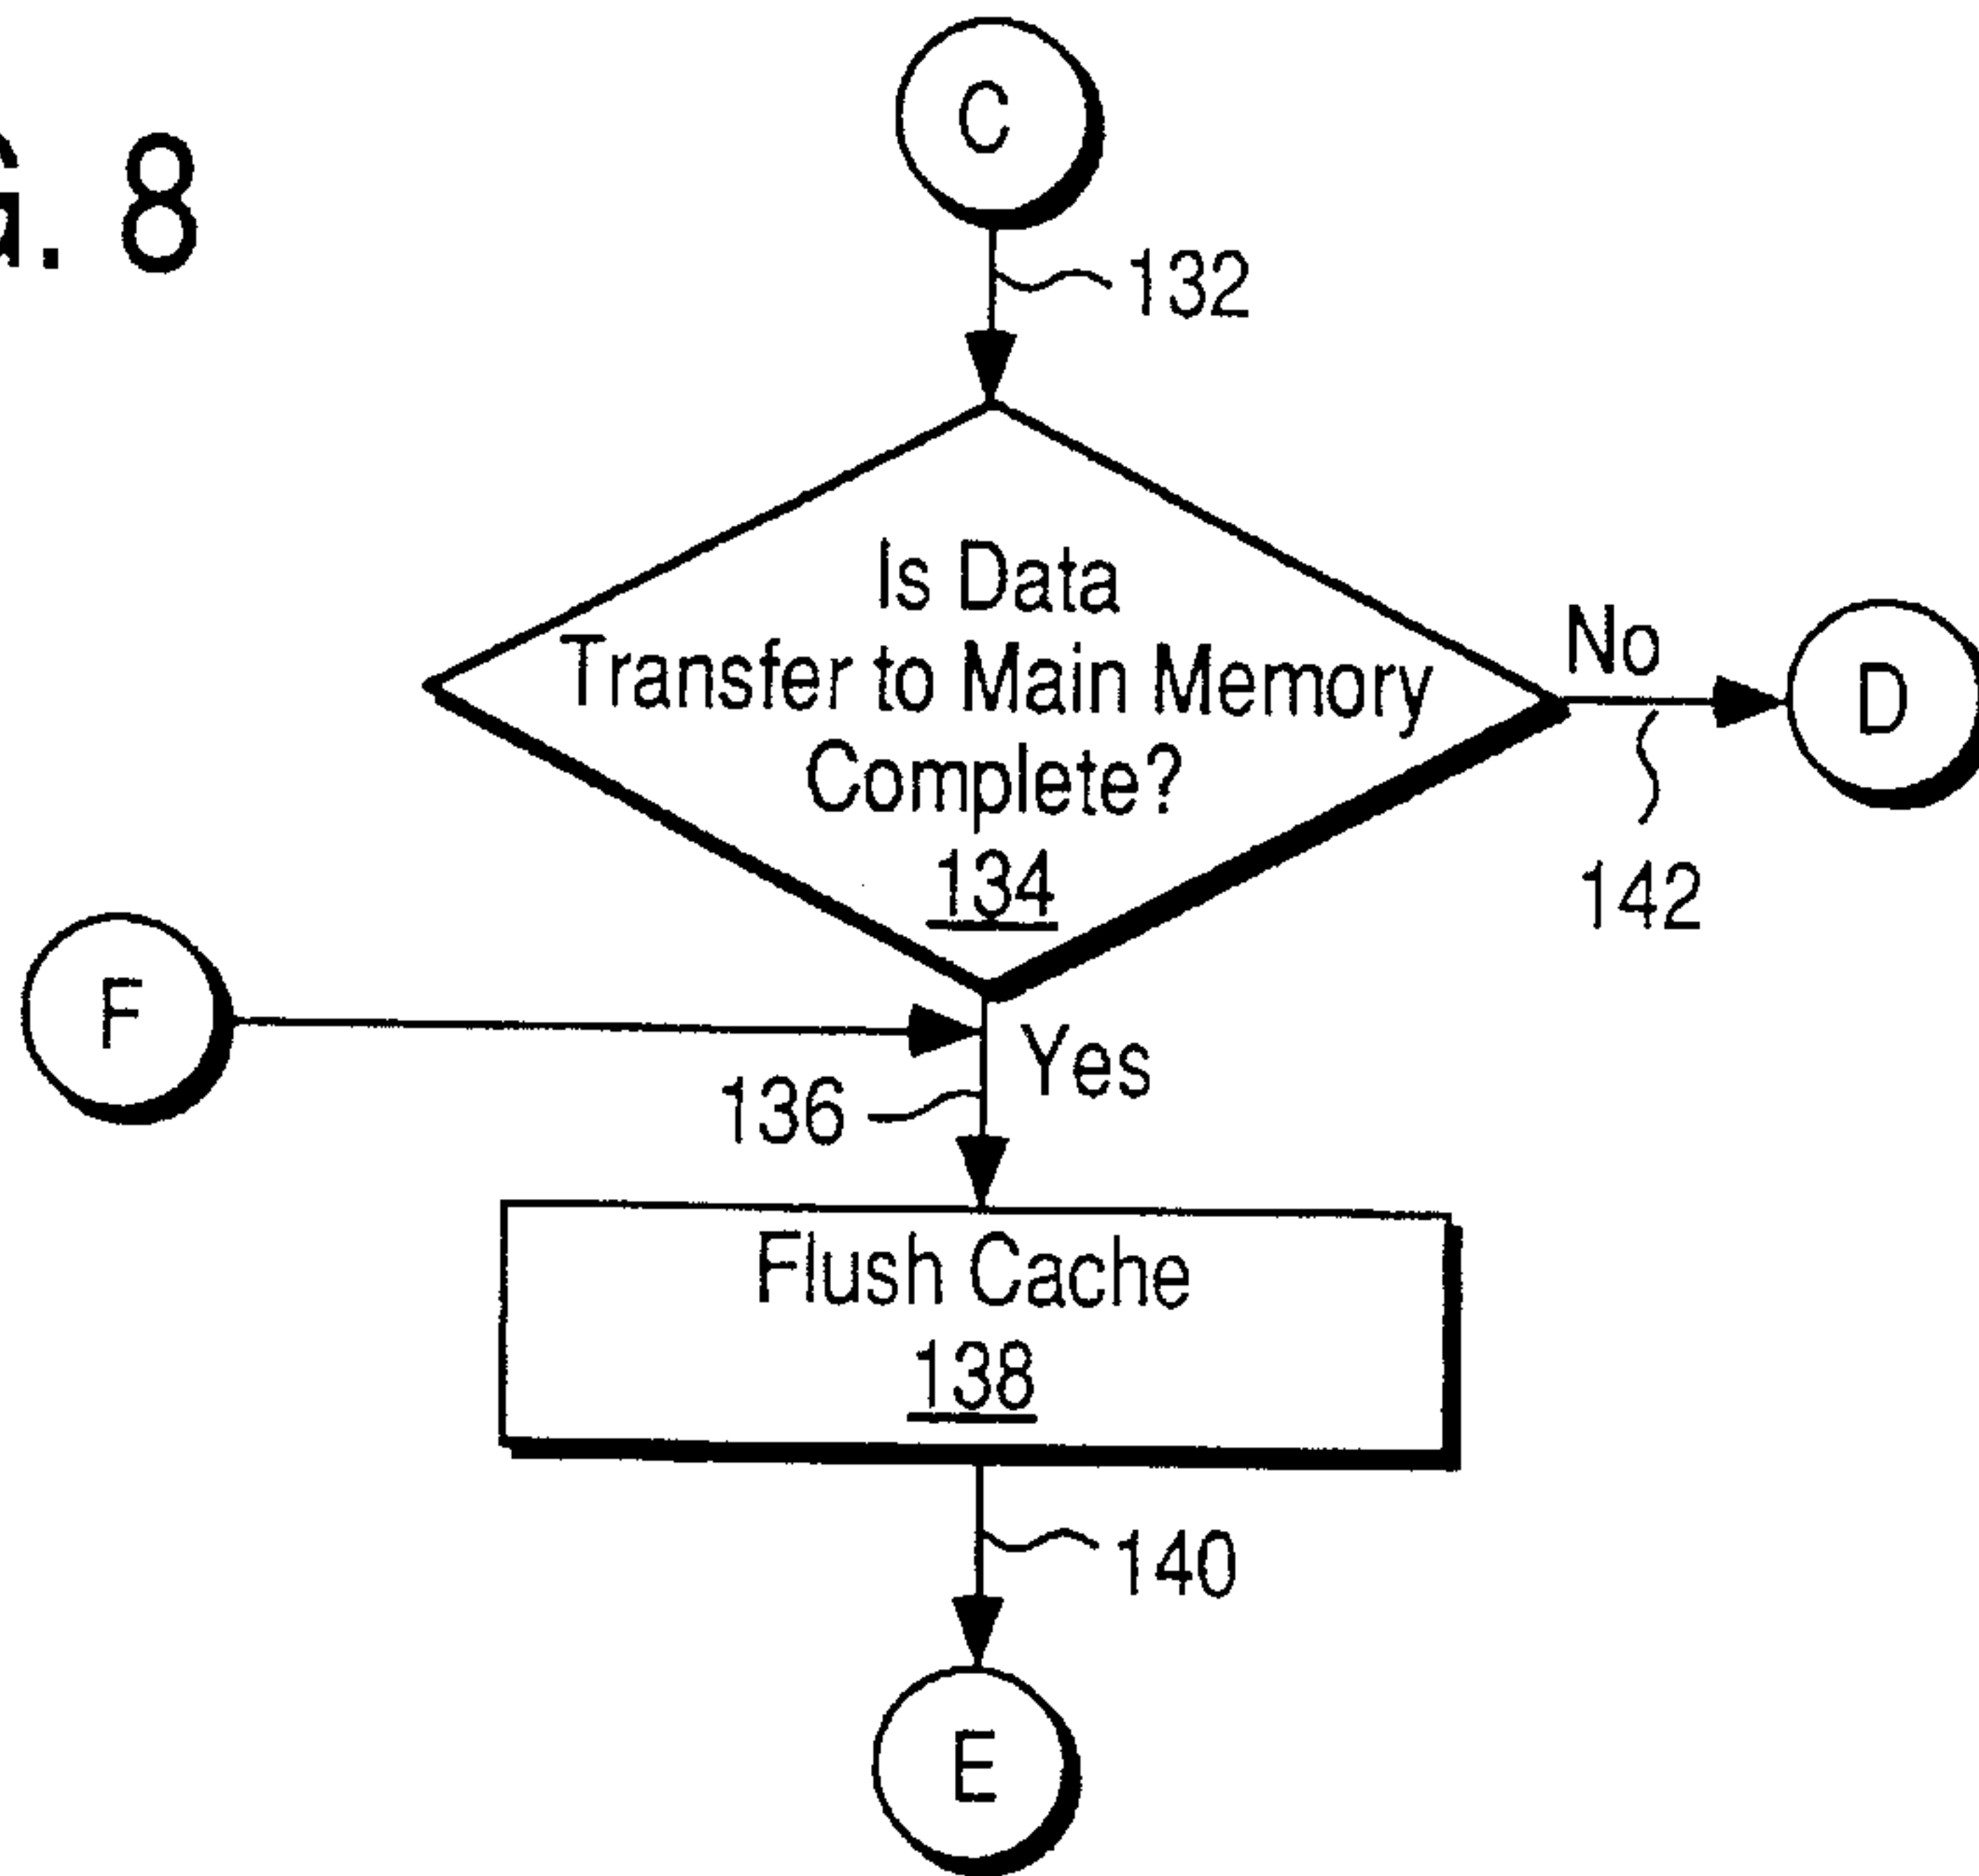 G. 8
C
132
Is Data
Transfer to Main Memory
Complete?
134
No
D
142
F
Yes
136
Flush Cache
138
140
E